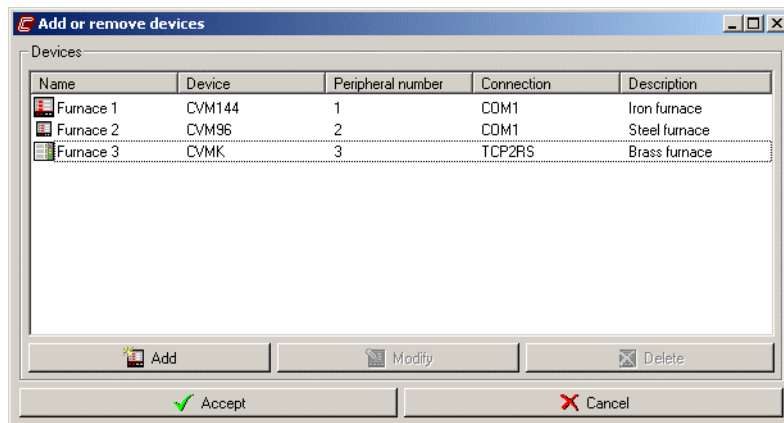 Add or remove devices
Devices
Name Device Peripheral number Connection Description
Furnace 1 CVM144 1 COM1 Iron furnace
Furnace 2 CVM96 2 COM1 Steel furnace
Furnace 3 CVMK 3 TCP2RS Brass furnace
Add Modify Delete
Accept Cancel